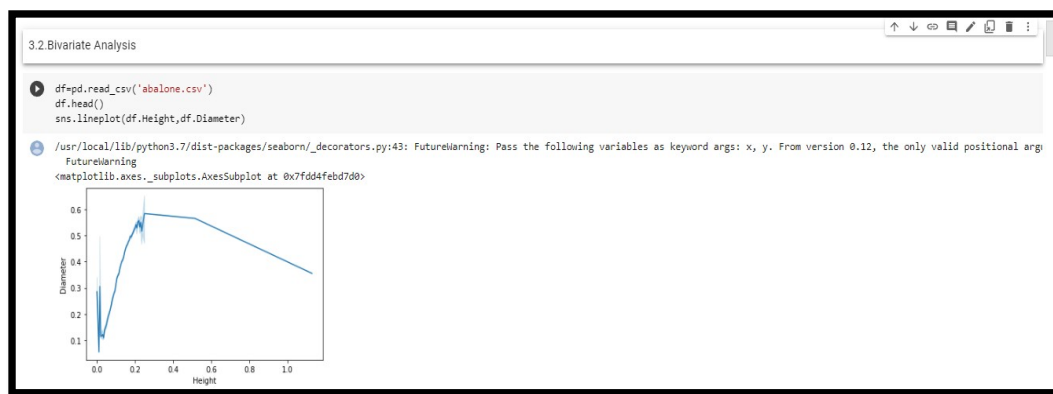 3.2.Bivariate Analysis
df=pd.read_csv('abalone.csv')
df.head()
sns.lineplot(df.Height,df.Diameter)
/usr/local/lib/python3.7/dist-packages/seaborn/_decorators.py:43: FutureWarning: Pass the following variables as keyword args: x, y. From version 0.12, the only valid positional argu
FutureWarning
<matplotlib.axes._subplots.AxesSubplot at 0x7fdd4febd7d0>
0.6
0.5
0.4
0.3
0.2
0.1
Diameter
0.0 0.2 0.4 0.6 0.8 1.0
Height